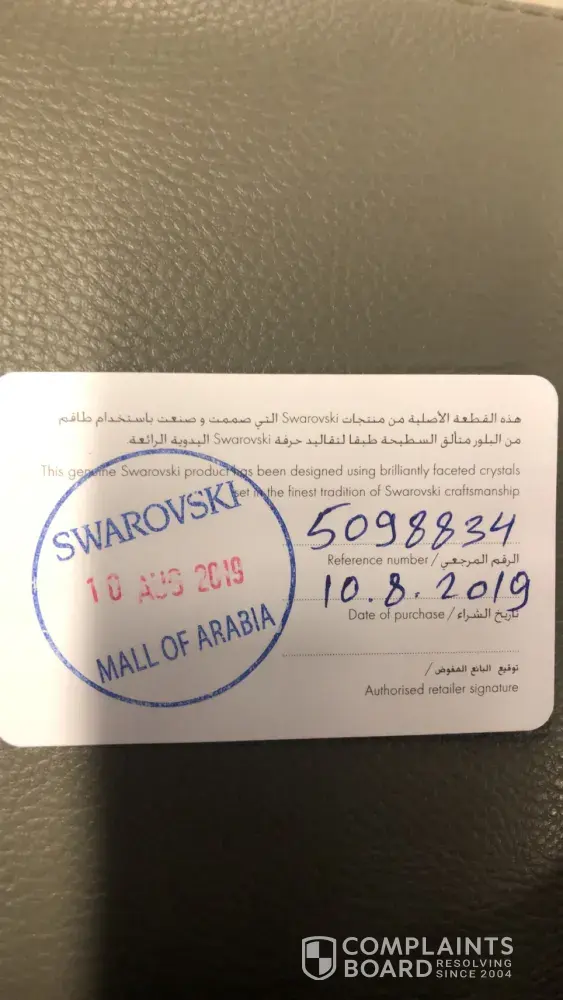 هذه القطعة الأصلية من منتجات Swarovski التي صممت و صنعت باستخدام طاقم
من البلور متألق السطيحة طبقا لتقاليد حرفة Swarovski اليدوية الرائعة.
This genuine Swarovski product has been designed using brilliantly faceted crystals
set in the finest tradition of Swarovski craftsmanship
5098834
Reference number / الرقم المرجعي
10.8.2019
Date of purchase / تاريخ الشراء
توقيع البائع المفوض /
Authorised retailer signature
SWAROVSKI
10 AUG 2019
MALL OF ARABIA
COMPLAINTS
BOARD RESOLVING
SINCE 2004